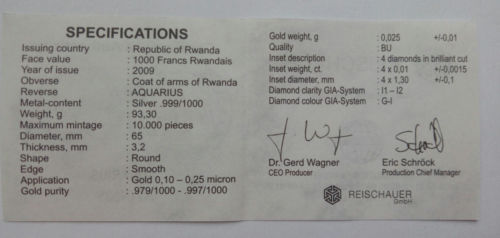 SPECIFICATIONS
Issuing country : Republic of Rwanda
Face value : 1000 Francs Rwandais
Year of issue : 2009
Obverse : Coat of arms of Rwanda
Reverse : AQUARIUS
Metal-content : Silver .999/1000
Weight, g : 93,30
Maximum mintage : 10.000 pieces
Diameter, mm : 65
Thickness, mm : 3,2
Shape : Round
Edge : Smooth
Application : Gold 0,10 – 0,25 micron
Gold purity : .979/1000 - .997/1000
Gold weight, g : 0,025 +/-0,01
Quality : BU
Inset description : 4 diamonds in brilliant cut
Inset weight, ct. : 4 x 0,01 +/-0,0015
Inset diameter, mm : 4 x 1,30 +/-0,1
Diamond clarity GIA-System : I1 – I2
Diamond colour GIA-System : G-I
Dr. Gerd Wagner
CEO Producer
Eric Schröck
Production Chief Manager
REISCHAUER
GmbH